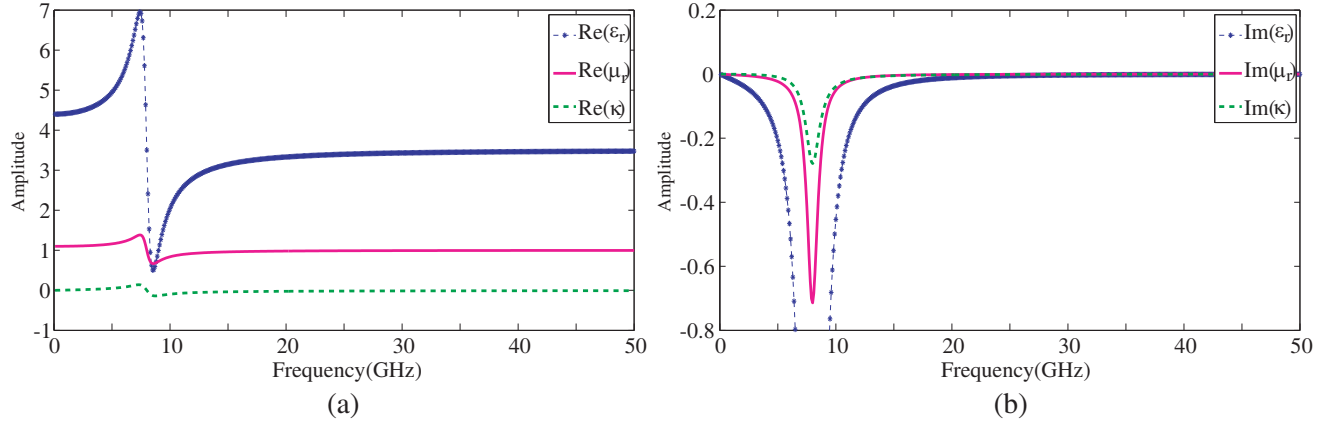 7
6
5
4
3
2
1
0
-1
Amplitude
0
10
20
30
40
50
Frequency(GHz)
Re(εr)
Re(μr)
Re(κ)
(a)
0.2
0
-0.2
-0.4
-0.6
-0.8
Amplitude
0
10
20
30
40
50
Frequency(GHz)
Im(εr)
Im(μr)
Im(κ)
(b)